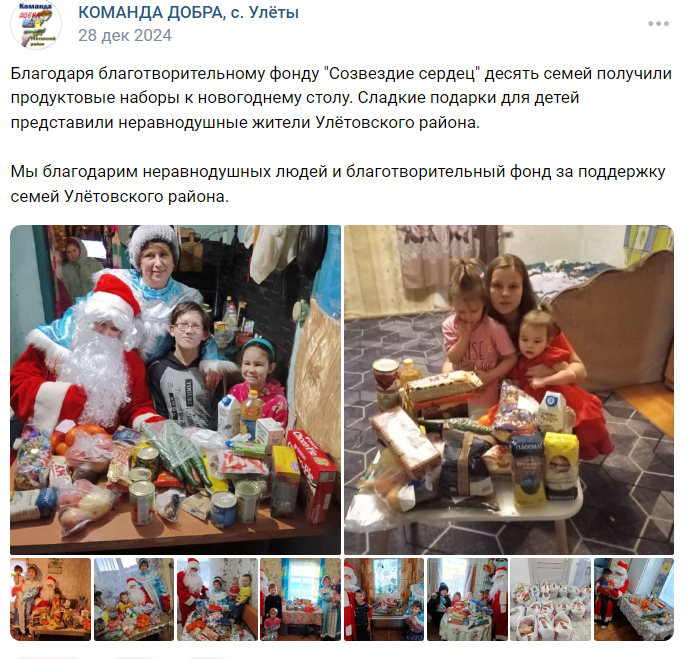 Команда
ДОБРА
КОМАНДА ДОБРА, с. Улёты
28 дек 2024
Благодаря благотворительному фонду "Созвездие сердец" десять семей получили
продуктовые наборы к новогоднему столу. Сладкие подарки для детей
представили неравнодушные жители Улётовского района.
Мы благодарим неравнодушных людей и благотворительный фонд за поддержку
семей Улётовского района.